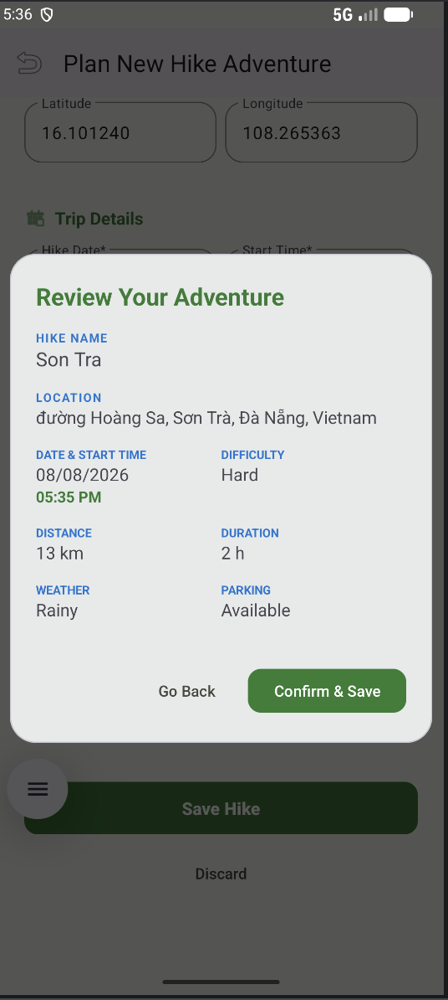 5:36
5G
Plan New Hike Adventure
Latitude
Longitude
16.101240
108.265363
Trip Details
Hike Date*
Start Time*
Review Your Adventure
HIKE NAME
Son Tra
LOCATION
đường Hoàng Sa, Sơn Trà, Đà Nẵng, Vietnam
DATE & START TIME
DIFFICULTY
08/08/2026
Hard
05:35 PM
DISTANCE
DURATION
13 km
2 h
WEATHER
PARKING
Rainy
Available
Go Back
Confirm & Save
Save Hike
Discard